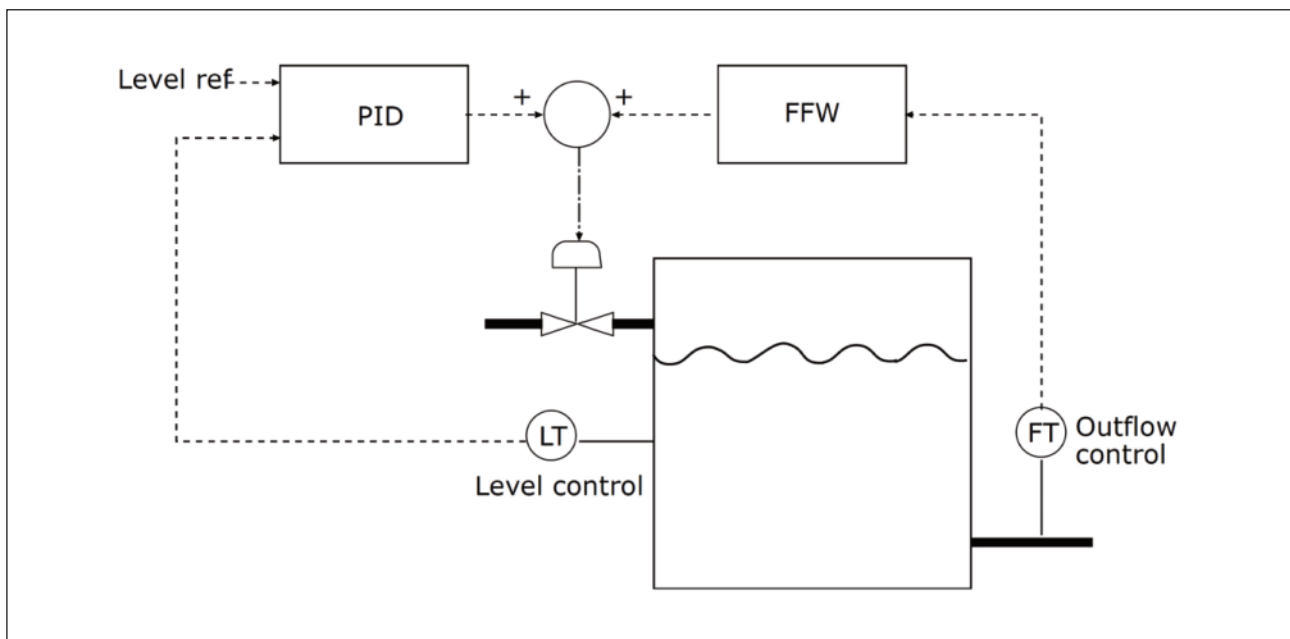 Level ref
PID
+
+
FFW
LT
Level control
FT
Outflow
control